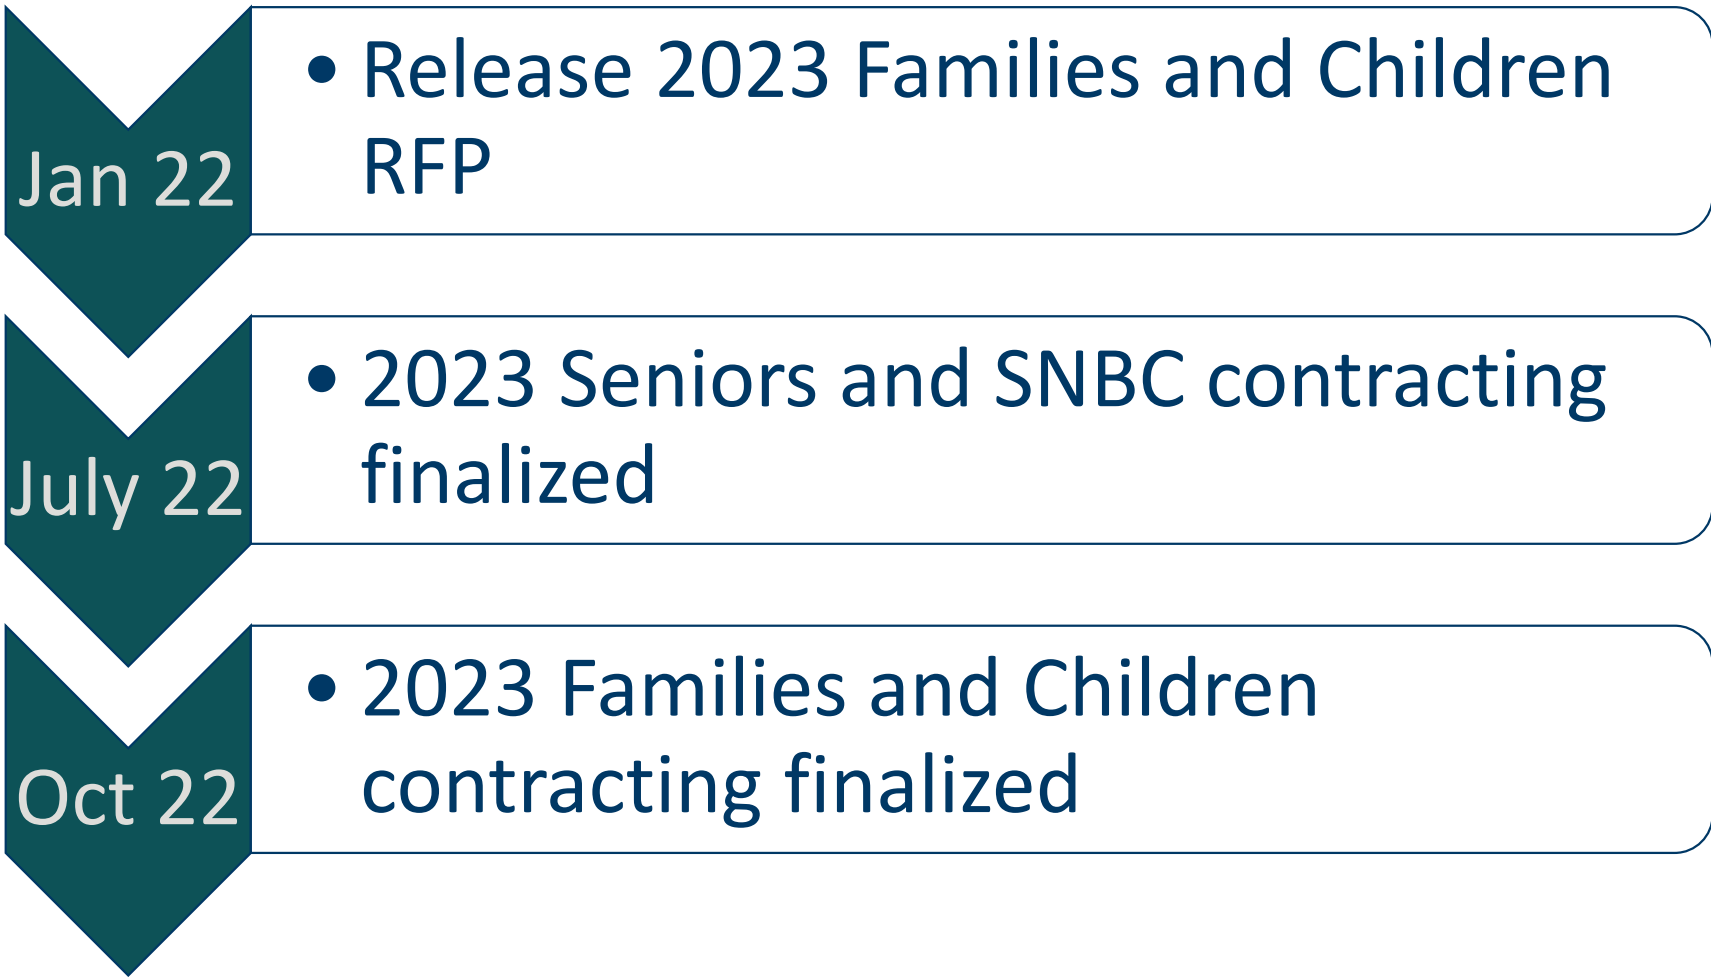 Jan 22
• Release 2023 Families and Children
RFP
July 22
• 2023 Seniors and SNBC contracting
finalized
Oct 22
• 2023 Families and Children
contracting finalized